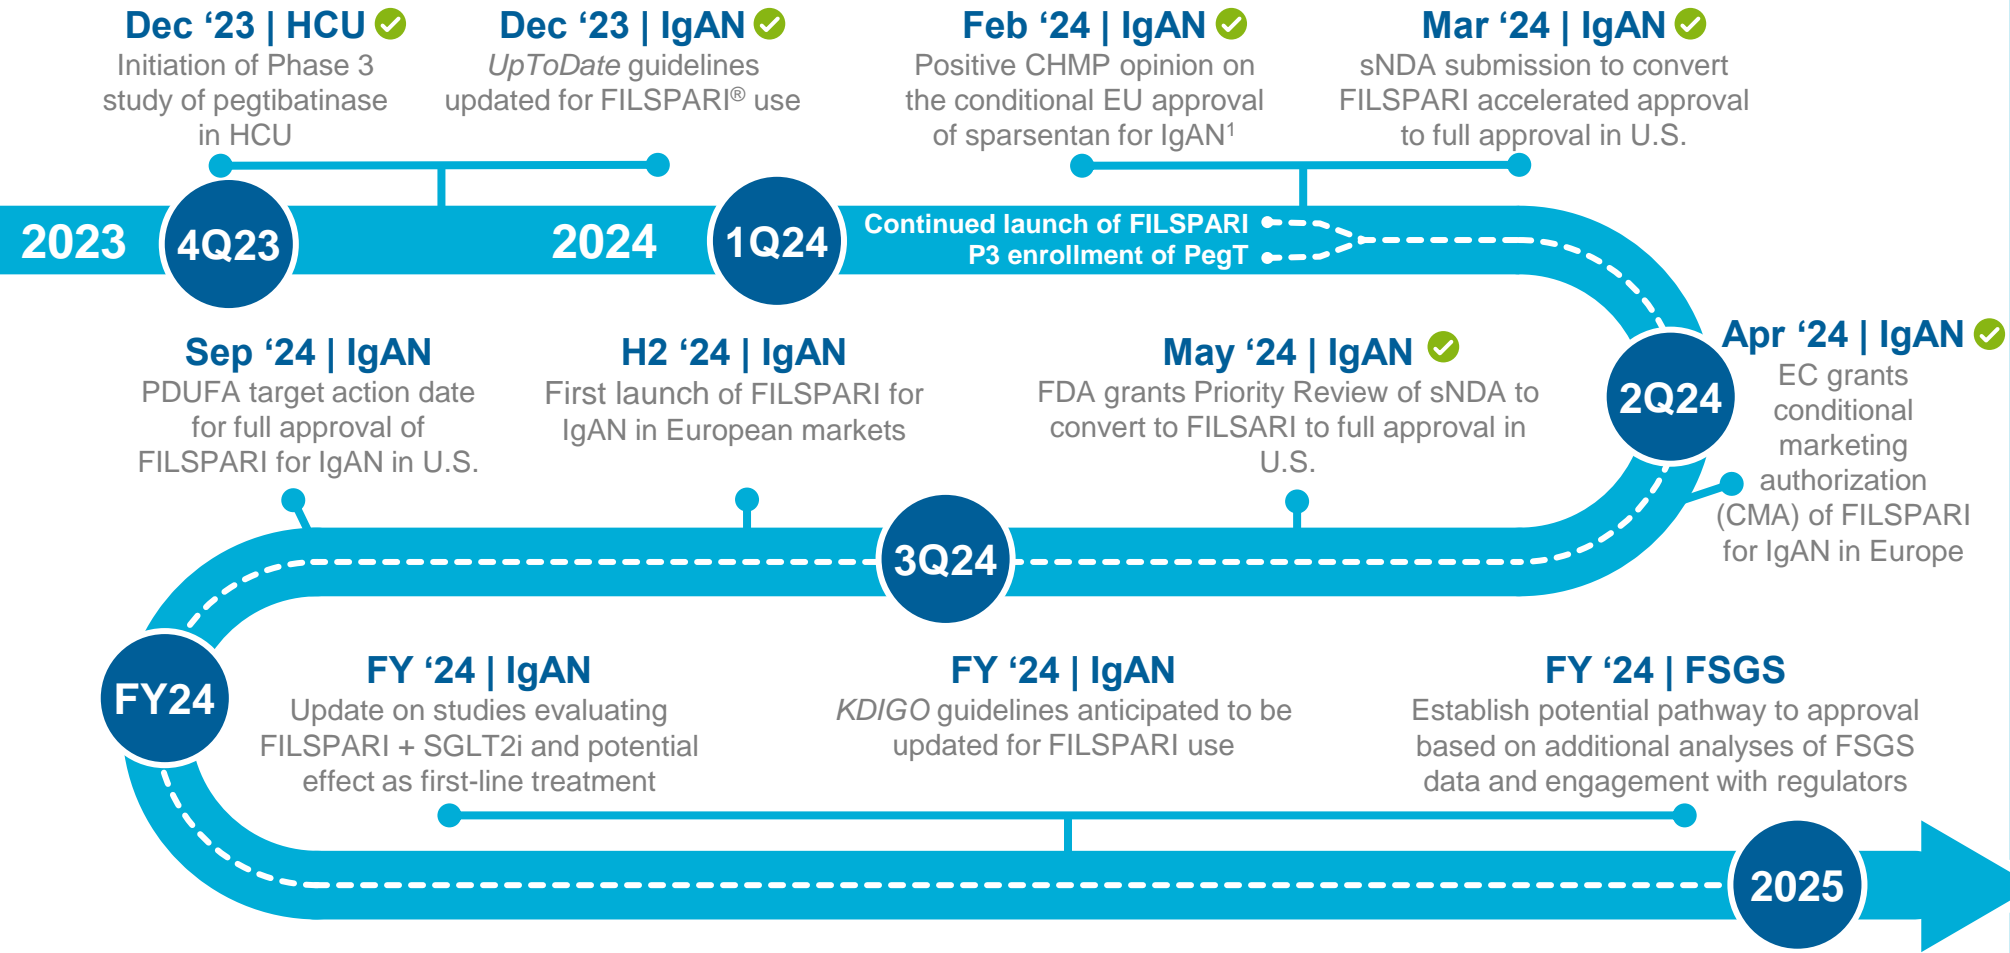 Dec ‘23 | HCU
Initiation of Phase 3
study of pegtibatinase
in HCU
Dec ‘23 | IgAN
UpToDate guidelines
updated for FILSPARI® use
Feb ‘24 | IgAN
Positive CHMP opinion on
the conditional EU approval
of sparsentan for IgAN¹
Mar ‘24 | IgAN
sNDA submission to convert
FILSPARI accelerated approval
to full approval in U.S.
2023
4Q23
2024
1Q24
Continued launch of FILSPARI
P3 enrollment of PegT
2Q24
Apr ‘24 | IgAN
EC grants
conditional
marketing
authorization
(CMA) of FILSPARI
for IgAN in Europe
Sep ‘24 | IgAN
PDUFA target action date
for full approval of
FILSPARI for IgAN in U.S.
H2 ‘24 | IgAN
First launch of FILSPARI for
IgAN in European markets
May ‘24 | IgAN
FDA grants Priority Review of sNDA to
convert to FILSARI to full approval in
U.S.
3Q24
FY24
FY ‘24 | IgAN
Update on studies evaluating
FILSPARI + SGLT2i and potential
effect as first-line treatment
FY ‘24 | IgAN
KDIGO guidelines anticipated to be
updated for FILSPARI use
FY ‘24 | FSGS
Establish potential pathway to approval
based on additional analyses of FSGS
data and engagement with regulators
2025